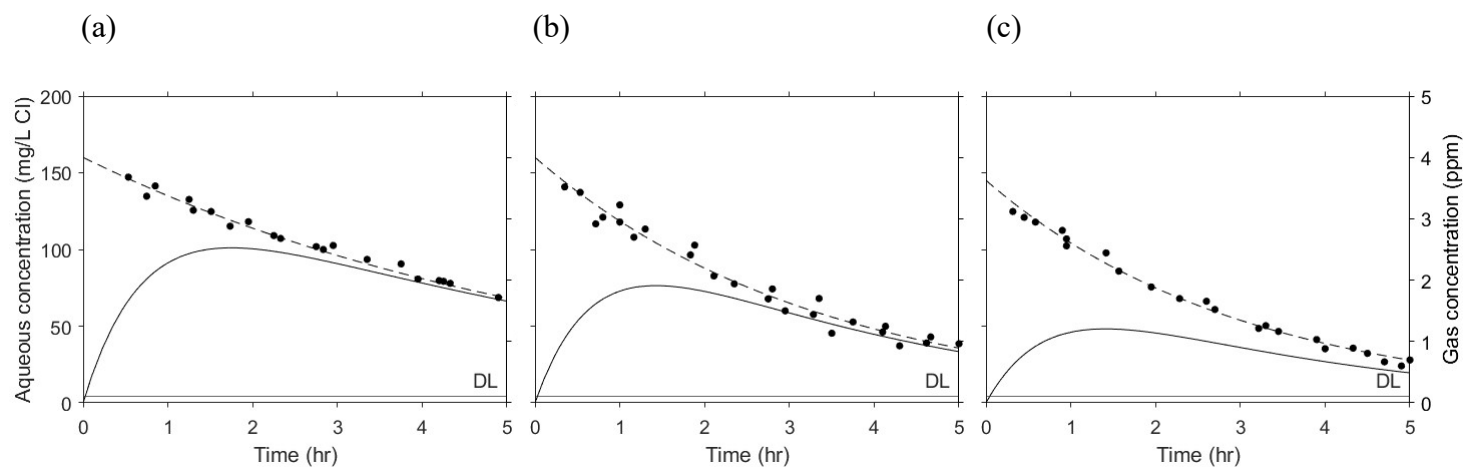 (a)
(b)
(c)
Aqueous concentration (mg/L Cl)
200
150
100
50
0
DL
0 1 2 3 4 5
Time (hr)
DL
0 1 2 3 4 5
Time (hr)
DL
0 1 2 3 4 5
Time (hr)
5
4
3
2
1
0
Gas concentration (ppm)